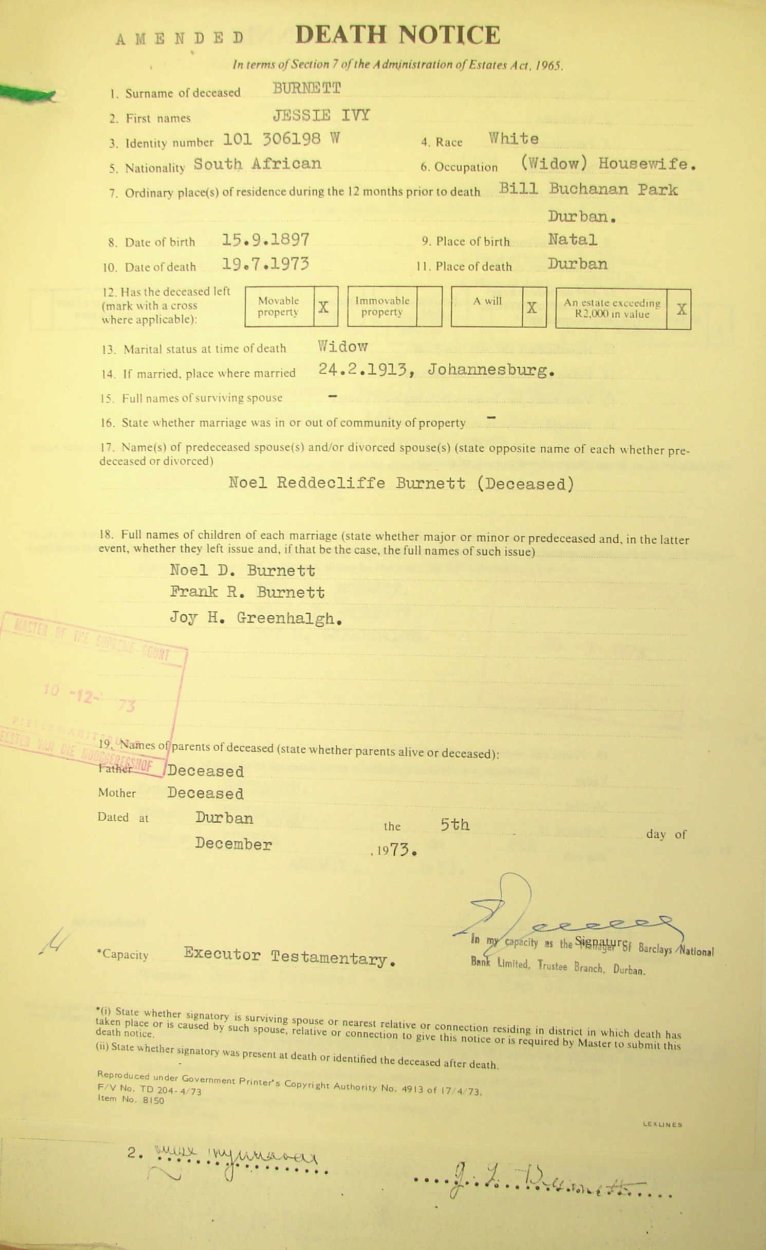 AMENDED DEATH NOTICE
In terms of Section 7 of the Administration of Estates Act, 1965.
1. Surname of deceased BURNETT
2. First names JESSIE IVY
3. Identity number 101 306198 W 4. Race White
5. Nationality South African 6. Occupation (Widow) Housewife.
7. Ordinary place(s) of residence during the 12 months prior to death Bill Buchanan Park
Durban.
8. Date of birth 15.9.1897 9. Place of birth Natal
10. Date of death 19.7.1973 11. Place of death Durban
12. Has the deceased left
(mark with a cross
where applicable):
Movable property X Immovable property A will X An estate exceeding R2,000 in value X
13. Marital status at time of death Widow
14. If married, place where married 24.2.1913, Johannesburg.
15. Full names of surviving spouse –
16. State whether marriage was in or out of community of property –
17. Name(s) of predeceased spouse(s) and/or divorced spouse(s) (state opposite name of each whether pre-
deceased or divorced)
Noel Reddecliffe Burnett (Deceased)
18. Full names of children of each marriage (state whether major or minor or predeceased and, in the latter
event, whether they left issue and, if that be the case, the full names of such issue)
Noel D. Burnett
Frank R. Burnett
Joy H. Greenhalgh.
MASTER OF THE SUPREME COURT
10 -12- 73
19. Names of parents of deceased (state whether parents alive or deceased):
Father Deceased
Mother Deceased
Dated at Durban the 5th day of
December , 1973.
In my capacity as the Manager of Barclays National
Signature
Bank Limited, Trustee Branch, Durban.
*Capacity Executor Testamentary.
*(i) State whether signatory is surviving spouse or nearest relative or connection residing in district in which death has
taken place or is caused by such spouse, relative or connection to give this notice or is required by Master to submit this
death notice.
(ii) State whether signatory was present at death or identified the deceased after death.
Reproduced under Government Printer's Copyright Authority No. 4913 of 17/4/73.
F/V No. TD 204-4/73
Item No. 8150
LEXLINES
2.
J. I. Burnett